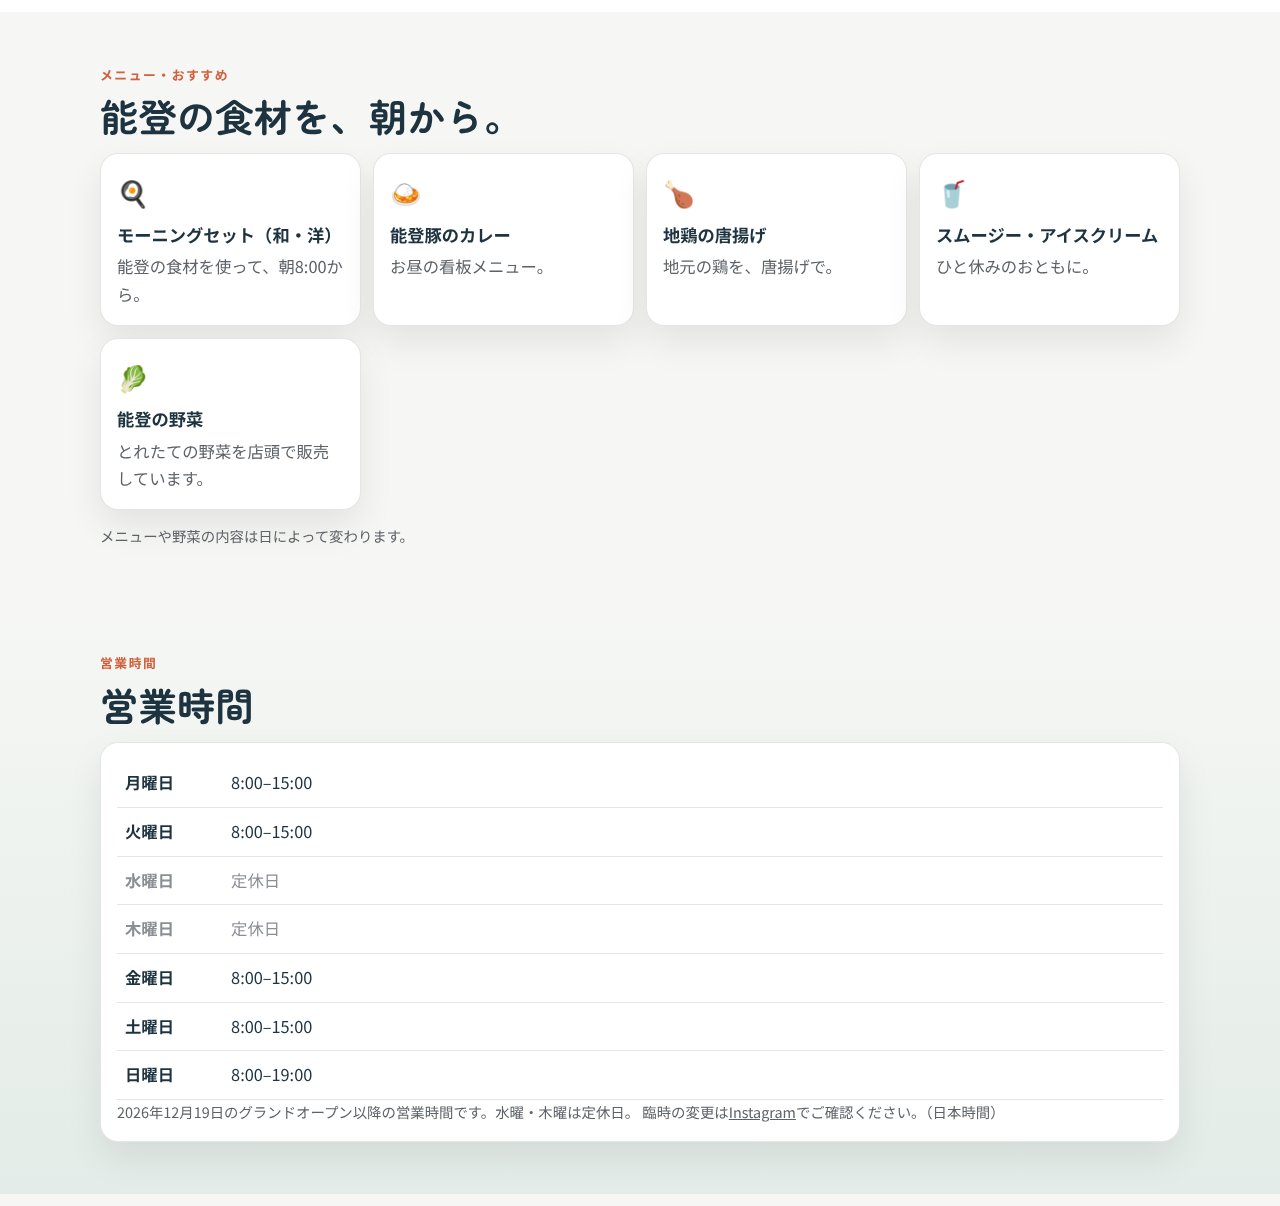 メニュー・おすすめ
能登の食材を、朝から。
モーニングセット（和・洋）
能登の食材を使って、朝8:00か
ら。
能登豚のカレー
お昼の看板メニュー。
地鶏の唐揚げ
地元の鶏を、唐揚げで。
スムージー・アイスクリーム
ひと休みのおともに。
能登の野菜
とれたての野菜を店頭で販売
しています。
メニューや野菜の内容は日によって変わります。
営業時間
営業時間
月曜日 8:00–15:00
火曜日 8:00–15:00
水曜日 定休日
木曜日 定休日
金曜日 8:00–15:00
土曜日 8:00–15:00
日曜日 8:00–19:00
2026年12月19日のグランドオープン以降の営業時間です。水曜・木曜は定休日。 臨時の変更はInstagramでご確認ください。（日本時間）